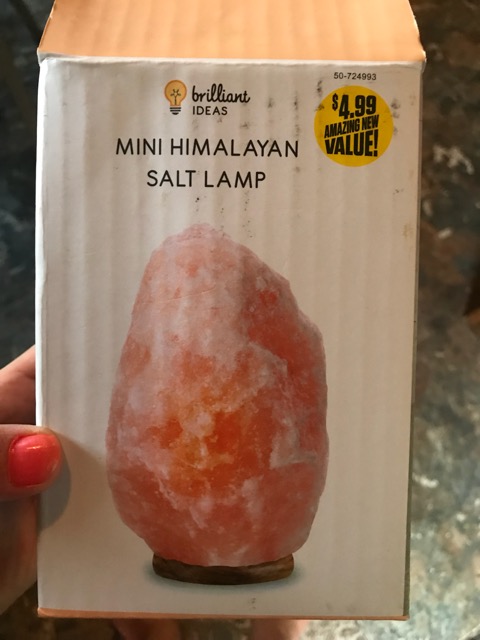 50-724993
brilliant
IDEAS
$4.99
AMAZING NEW
VALUE!
MINI HIMALAYAN
SALT LAMP